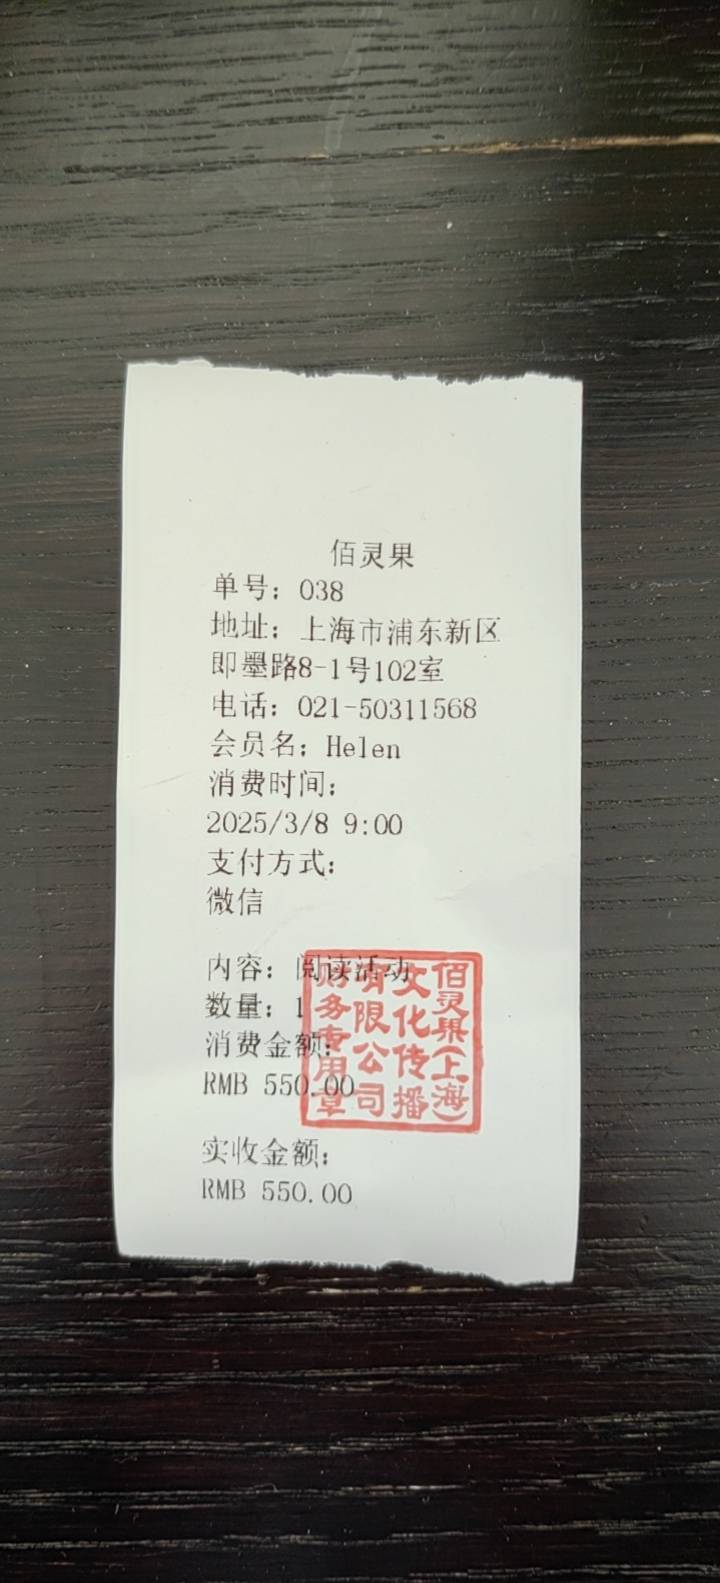 佰灵果
单号：038
地址：上海市浦东新区
即墨路8-1号102室
电话：021-50311568
会员名：Helen
消费时间：
2025/3/8 9:00
支付方式：
微信
内容：阅读活动
数量：1
消费金额：
RMB 550.00
实收金额：
RMB 550.00
佰灵果(上海)
文化传播
有限公司
财务专用章